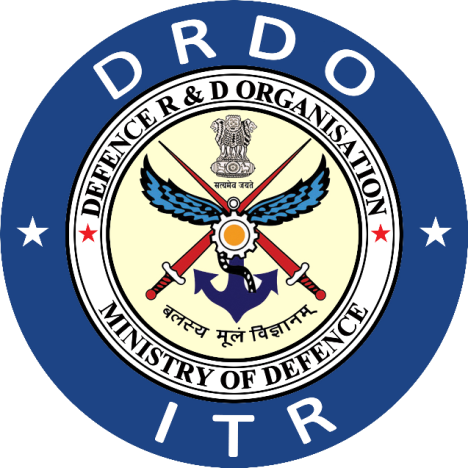 DRDO
DEFENCE R & D ORGANISATION
सत्यमेव जयते
बलस्य मूलं विज्ञानम्
MINISTRY OF DEFENCE
ITR